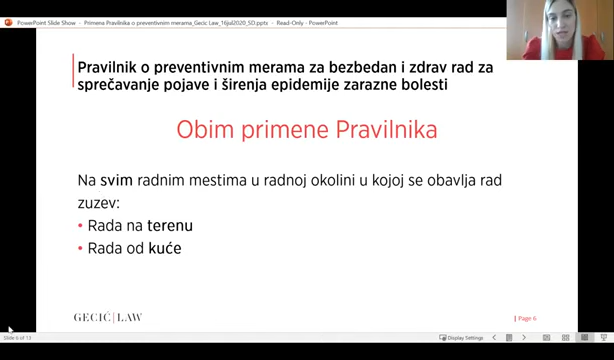 PowerPoint Slide Show - Primena Pravilnika o preventivnim merama_Gecic Law_16jul2020_SD.pptx - Read-Only - PowerPoint
Pravilnik o preventivnim merama za bezbedan i zdrav rad za
sprečavanje pojave i širenja epidemije zarazne bolesti
Obim primene Pravilnika
Na svim radnim mestima u radnoj okolini u kojoj se obavlja rad
zuzev:
• Rada na terenu
• Rada od kuće
GECIĆ|LAW
| Page 6
Slide 6 of 13
Display Settings